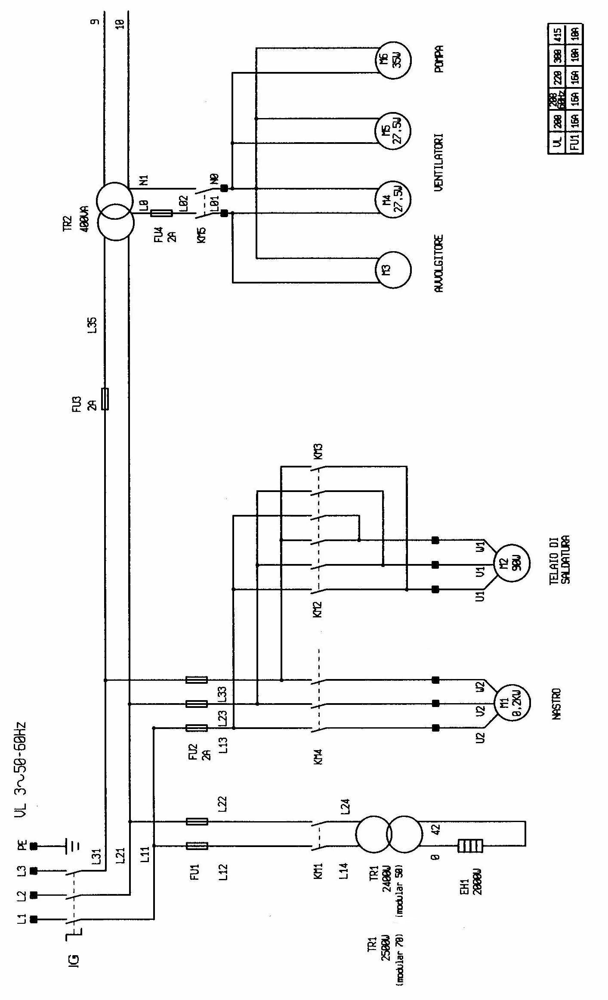 IG
L1
L2
L3
PE
VL 3~50-60Hz
L31
L21
L11
FU3
2A
L35
TR2
400VA
9
10
FU1
L12
L22
KM1
L14
L24
TR1
2500W
(modular 70)
TR1
2400W
(modular 50)
0
42
EH1
2000W
FU2
2A
L13
L23
L33
KM4
U2
V2
W2
M1
0,2KW
NASTRO
KM2
KM3
U1
V1
W1
M2
90W
TELAIO DI
SALDATURA
L0
N1
FU4
2A
L02
KM5
L01
N0
M3
M4
27,5W
M5
27,5W
M6
35W
AVVOLGITORE
VENTILATORI
POMPA
VL 200 208 60Hz 220 380 415
FU1 16A 16A 16A 10A 10A